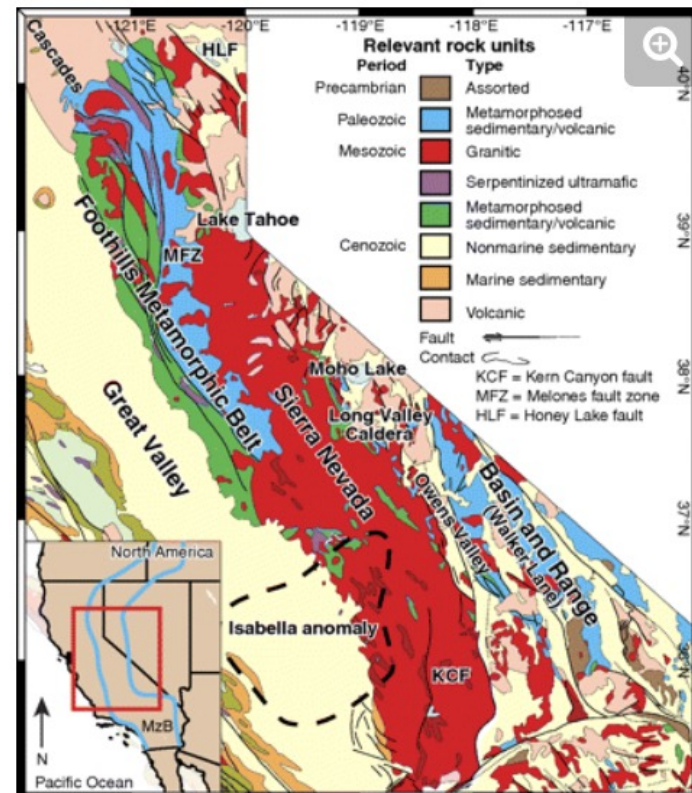 -121°E
-120°E
-119°E
-118°E
-117°E
Cascades
HLF
Relevant rock units
Period
Type
Precambrian
Assorted
Paleozoic
Metamorphosed
sedimentary/volcanic
Mesozoic
Granitic
Serpentinized ultramafic
Metamorphosed
sedimentary/volcanic
Cenozoic
Nonmarine sedimentary
Marine sedimentary
Volcanic
Fault
Contact
KCF = Kern Canyon fault
MFZ = Melones fault zone
HLF = Honey Lake fault
40°N
39°N
38°N
37°N
36°N
Lake Tahoe
MFZ
Foothills Metamorphic Belt
Moho Lake
Great Valley
Sierra Nevada
Long Valley
Caldera
Owens Valley
Basin and Range
(Walker Lane)
Isabella anomaly
KCF
North America
MzB
N
Pacific Ocean